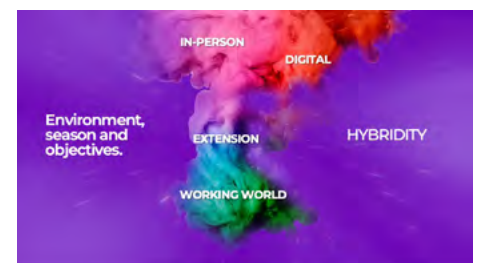 IN-PERSON
DIGITAL
Environment,
season and
objectives.
EXTENSION
HYBRIDITY
WORKING WORLD